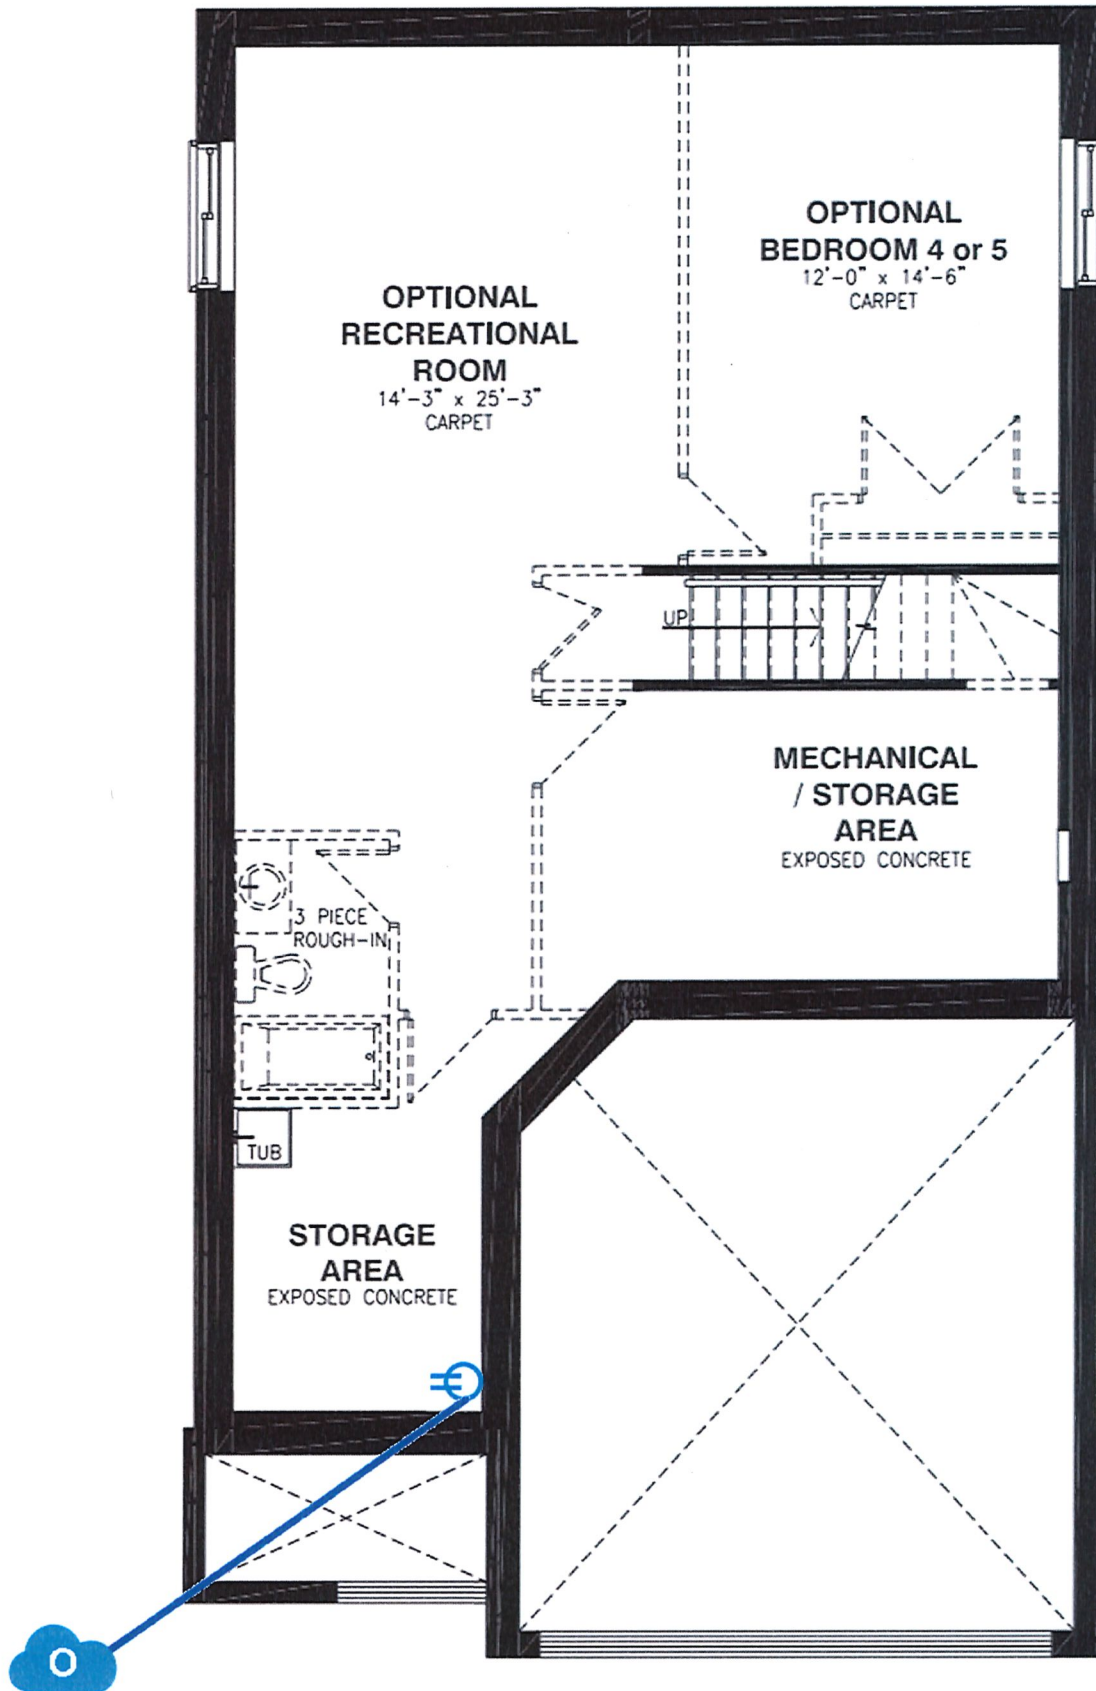 OPTIONAL
BEDROOM 4 or 5
12'-0" x 14'-6"
CARPET
OPTIONAL
RECREATIONAL
ROOM
14'-3" x 25'-3"
CARPET
UP
MECHANICAL
/ STORAGE
AREA
EXPOSED CONCRETE
3 PIECE
ROUGH-IN
TUB
STORAGE
AREA
EXPOSED CONCRETE
O